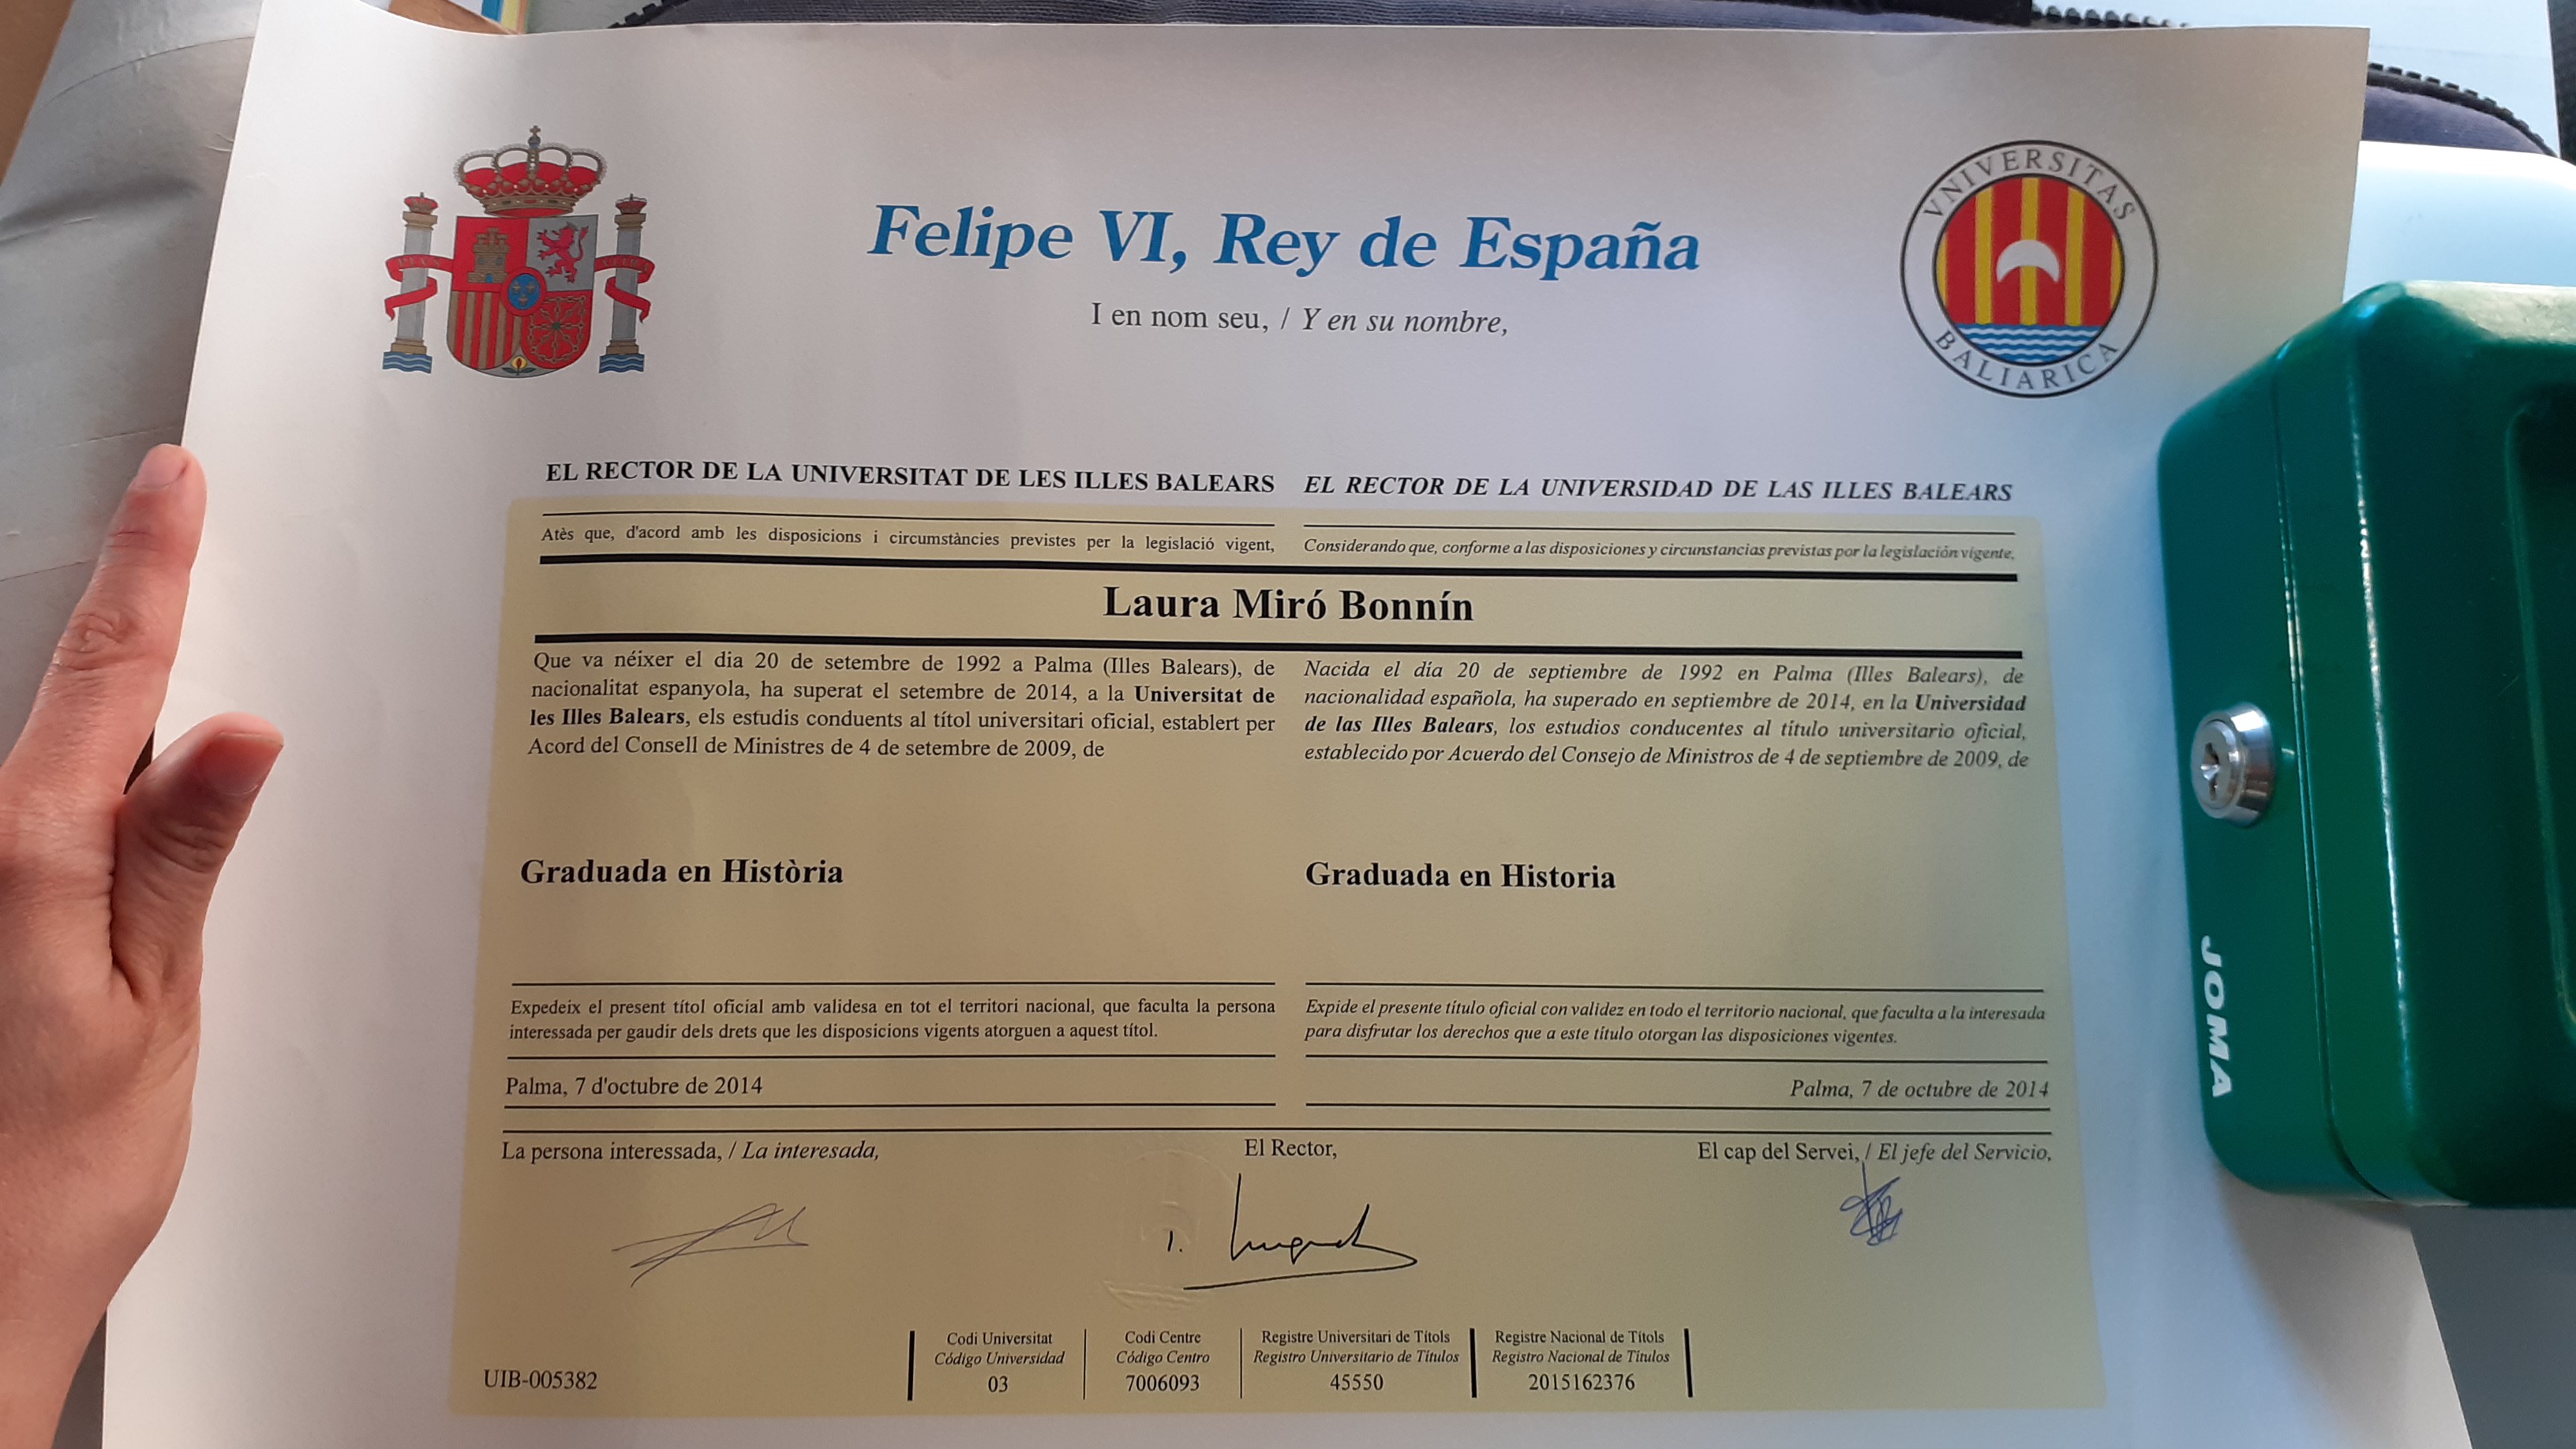 Felipe VI, Rey de España
I en nom seu, / Y en su nombre,
VNIVERSITAS
BALIARICA
EL RECTOR DE LA UNIVERSITAT DE LES ILLES BALEARS
Atès que, d'acord amb les disposicions i circumstàncies previstes per la legislació vigent,
EL RECTOR DE LA UNIVERSIDAD DE LAS ILLES BALEARS
Considerando que, conforme a las disposiciones y circunstancias previstas por la legislación vigente,
Laura Miró Bonnín
Que va néixer el dia 20 de setembre de 1992 a Palma (Illes Balears), de
nacionalitat espanyola, ha superat el setembre de 2014, a la Universitat de
les Illes Balears, els estudis conduents al títol universitari oficial, establert per
Acord del Consell de Ministres de 4 de setembre de 2009, de
Nacida el día 20 de septiembre de 1992 en Palma (Illes Balears), de
nacionalidad española, ha superado en septiembre de 2014, en la Universidad
de las Illes Balears, los estudios conducentes al título universitario oficial,
establecido por Acuerdo del Consejo de Ministros de 4 de septiembre de 2009, de
Graduada en Història
Graduada en Historia
Expedeix el present títol oficial amb validesa en tot el territori nacional, que faculta la persona
interessada per gaudir dels drets que les disposicions vigents atorguen a aquest títol.
Expide el presente título oficial con validez en todo el territorio nacional, que faculta a la interesada
para disfrutar los derechos que a este título otorgan las disposiciones vigentes.
Palma, 7 d'octubre de 2014
Palma, 7 de octubre de 2014
La persona interessada, / La interesada,
El Rector,
El cap del Servei, / El jefe del Servicio,
UIB-005382
Codi Universitat
Código Universidad
03
Codi Centre
Código Centro
7006093
Registre Universitari de Títols
Registro Universitario de Títulos
45550
Registre Nacional de Títols
Registro Nacional de Títulos
2015162376
JOMA